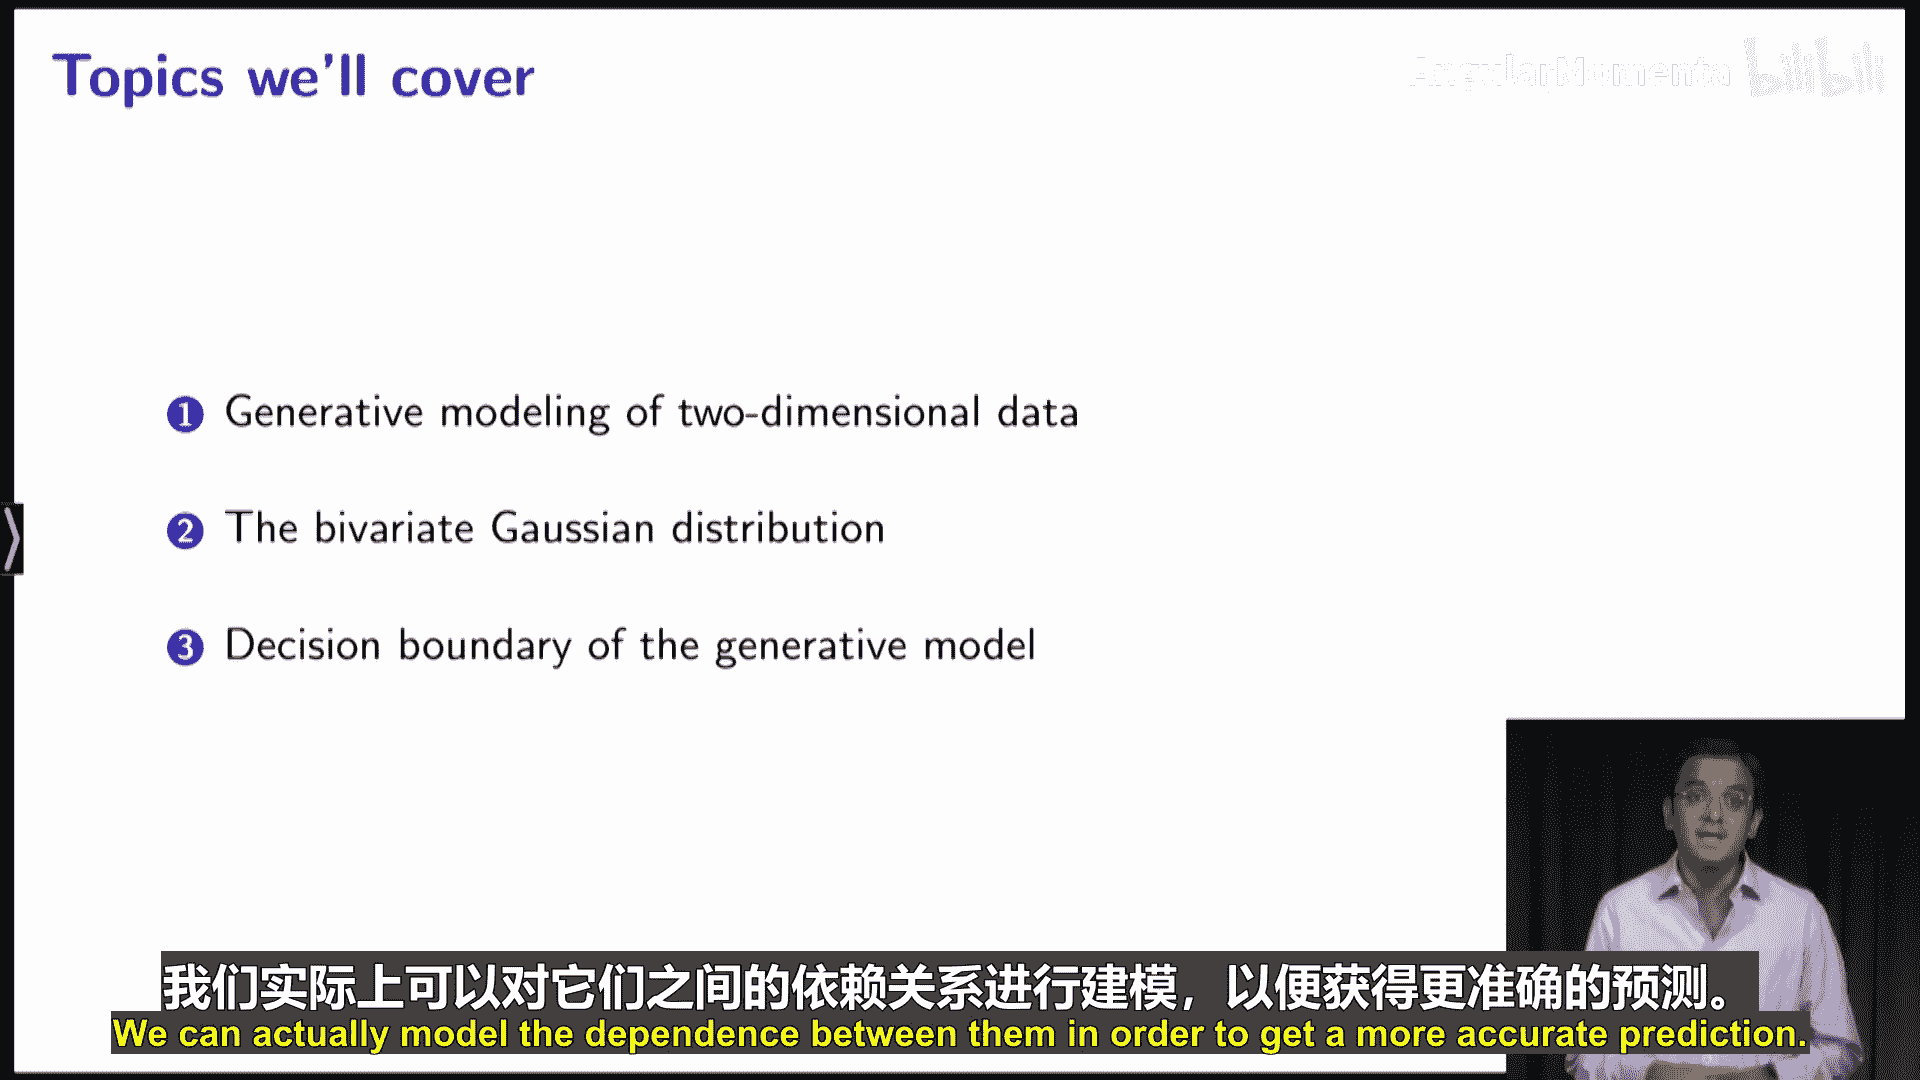 Topics we'll cover
AngularMomenta bilibili
1 Generative modeling of two-dimensional data
2 The bivariate Gaussian distribution
3 Decision boundary of the generative model
我们实际上可以对它们之间的依赖关系进行建模，以便获得更准确的预测。
We can actually model the dependence between them in order to get a more accurate prediction.